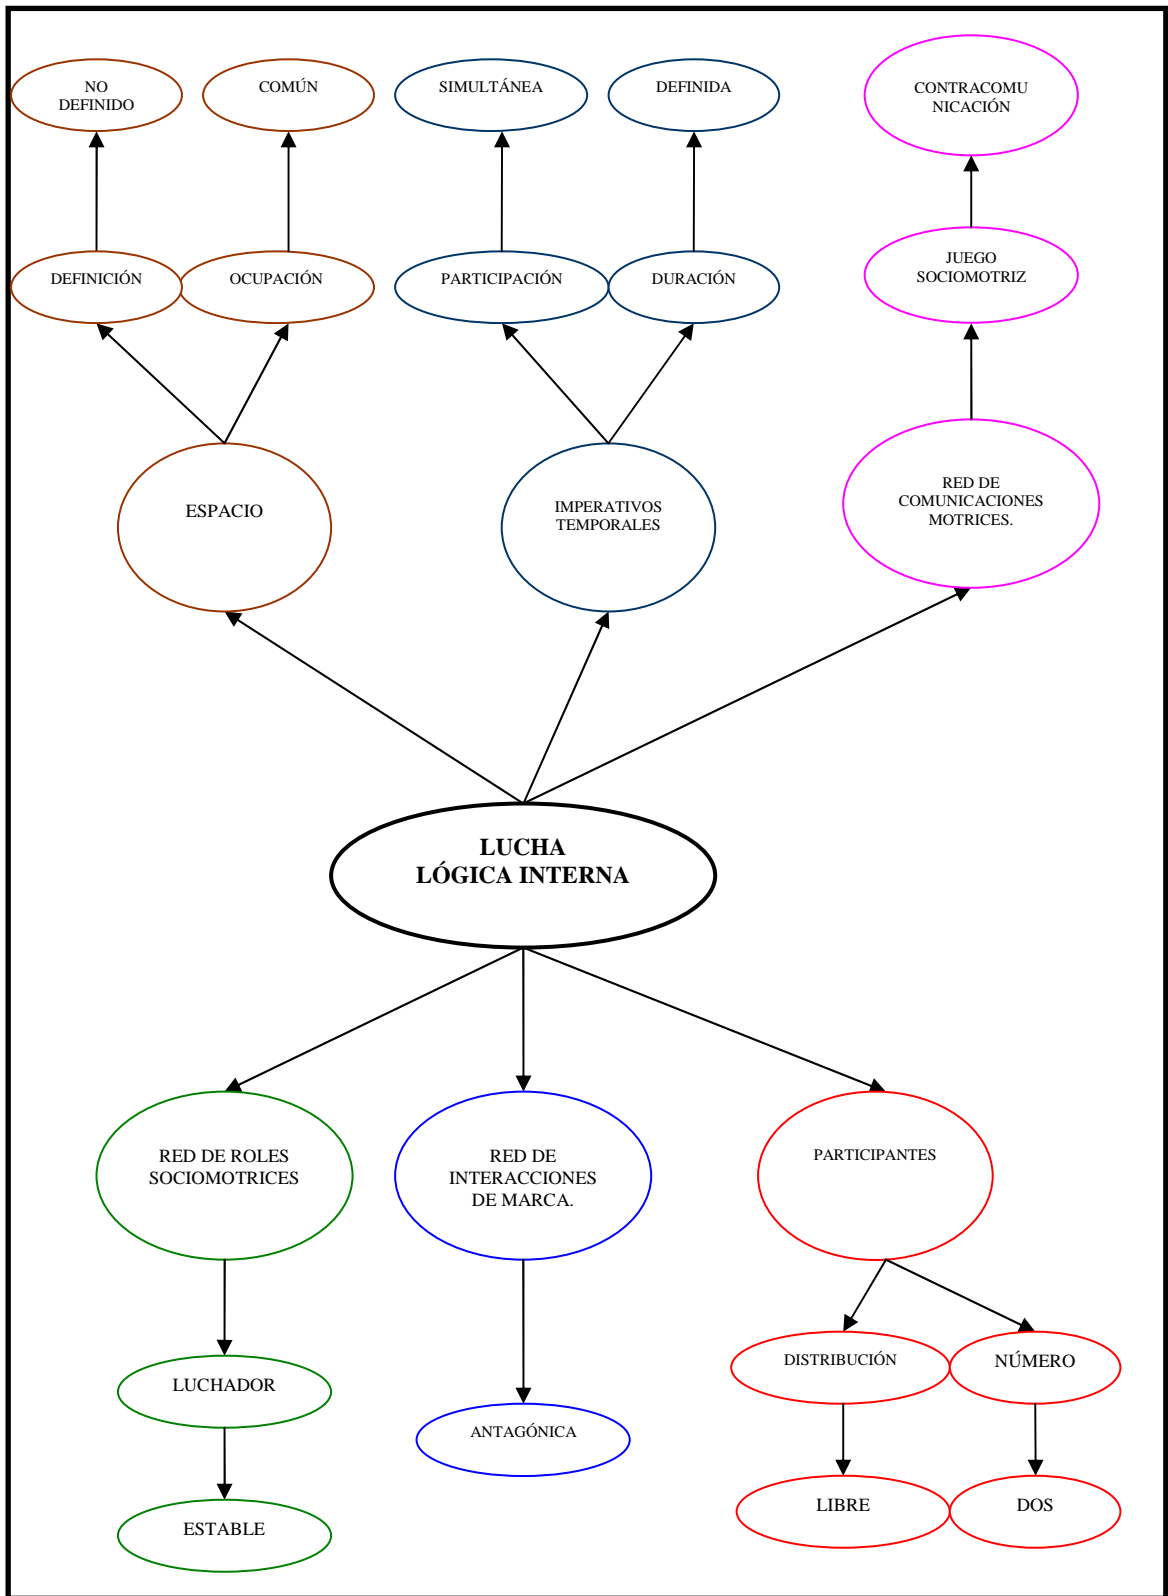 NO
DEFINIDO
COMÚN
SIMULTÁNEA
DEFINIDA
CONTRACOMU
NICACIÓN
DEFINICIÓN
OCUPACIÓN
PARTICIPACIÓN
DURACIÓN
JUEGO
SOCIOMOTRIZ
ESPACIO
IMPERATIVOS
TEMPORALES
RED DE
COMUNICACIONES
MOTRICES.
LUCHA
LÓGICA INTERNA
RED DE ROLES
SOCIOMOTRICES
RED DE
INTERACCIONES
DE MARCA.
PARTICIPANTES
LUCHADOR
ANTAGÓNICA
DISTRIBUCIÓN
NÚMERO
ESTABLE
LIBRE
DOS